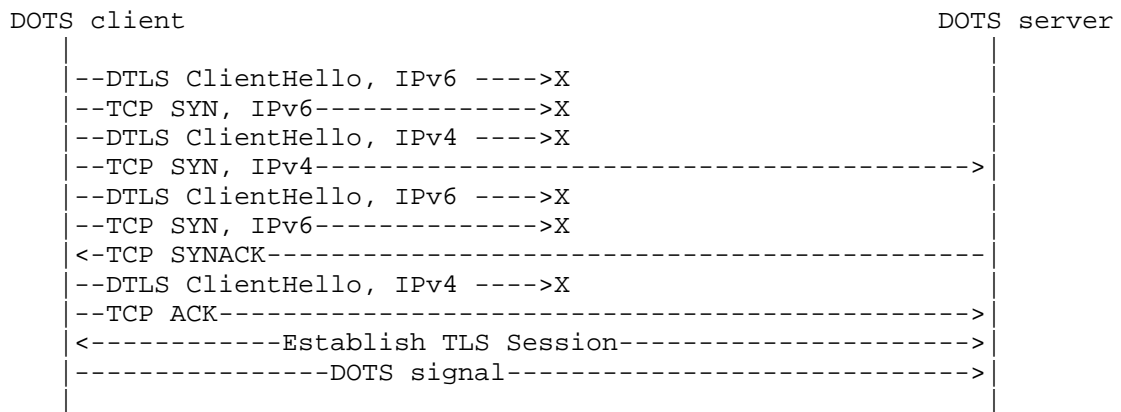 DOTS client                                               DOTS server
   |                                                         |
   |--DTLS ClientHello, IPv6 ---->X                          |
   |--TCP SYN, IPv6-------------->X                          |
   |--DTLS ClientHello, IPv4 ---->X                          |
   |--TCP SYN, IPv4----------------------------------------->|
   |--DTLS ClientHello, IPv6 ---->X                          |
   |--TCP SYN, IPv6-------------->X                          |
   |<-TCP SYNACK---------------------------------------------|
   |--DTLS ClientHello, IPv4 ---->X                          |
   |--TCP ACK----------------------------------------------->|
   |<------------Establish TLS Session---------------------->|
   |----------------DOTS signal----------------------------->|
   |                                                         |